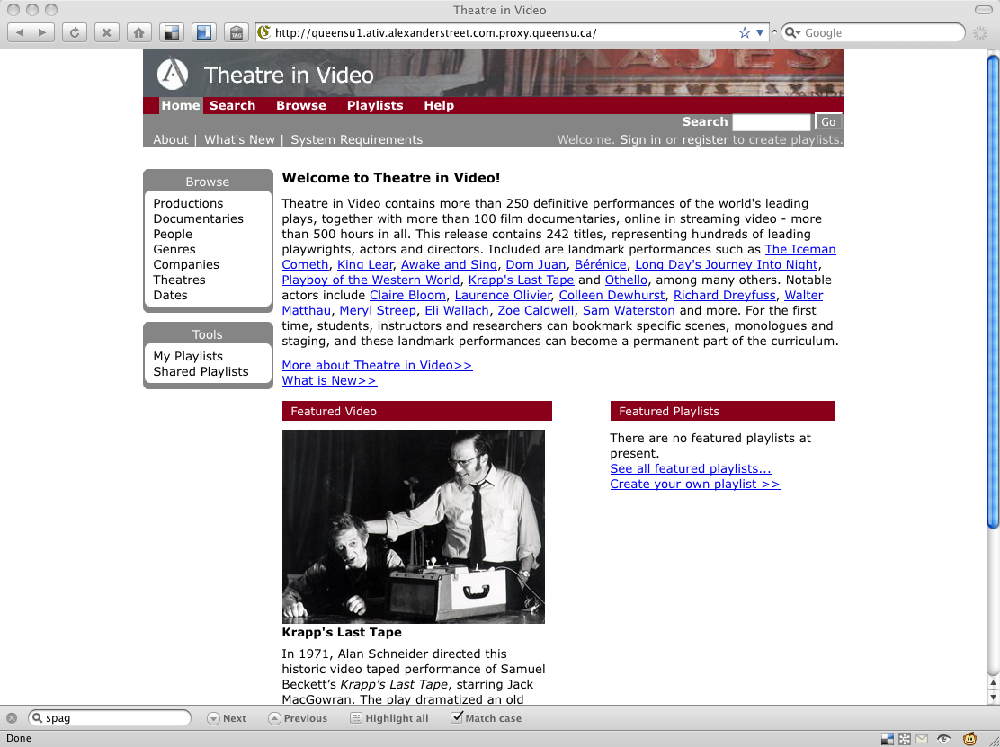 Theatre in Video
http://queensu1.ativ.alexanderstreet.com.proxy.queensu.ca/
Google
TAG
Theatre in Video
Home Search Browse Playlists Help
Search Go
About | What's New | System Requirements
Welcome. Sign in or register to create playlists.
Browse
Productions
Documentaries
People
Genres
Companies
Theatres
Dates
Tools
My Playlists
Shared Playlists
Welcome to Theatre in Video!
Theatre in Video contains more than 250 definitive performances of the world's leading
plays, together with more than 100 film documentaries, online in streaming video - more
than 500 hours in all. This release contains 242 titles, representing hundreds of leading
playwrights, actors and directors. Included are landmark performances such as The Iceman
Cometh, King Lear, Awake and Sing, Dom Juan, Bérénice, Long Day's Journey Into Night,
Playboy of the Western World, Krapp's Last Tape and Othello, among many others. Notable
actors include Claire Bloom, Laurence Olivier, Colleen Dewhurst, Richard Dreyfuss, Walter
Matthau, Meryl Streep, Eli Wallach, Zoe Caldwell, Sam Waterston and more. For the first
time, students, instructors and researchers can bookmark specific scenes, monologues and
staging, and these landmark performances can become a permanent part of the curriculum.
More about Theatre in Video>>
What is New>>
Featured Video
Krapp's Last Tape
In 1971, Alan Schneider directed this
historic video taped performance of Samuel
Beckett’s Krapp’s Last Tape, starring Jack
MacGowran. The play dramatized an old
Featured Playlists
There are no featured playlists at
present.
See all featured playlists...
Create your own playlist >>
spag Next Previous Highlight all Match case
Done